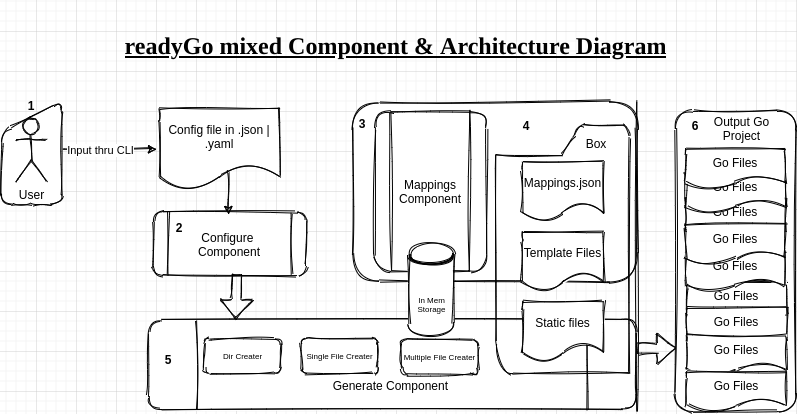 readyGo mixed Component & Architecture Diagram
1
User
Input thru CLI
Config file in .json |
.yaml
2
Configure
Component
3
Mappings
Component
4
Box
Mappings.json
Template Files
Static files
In Mem
Storage
5
Dir Creater
Single File Creater
Multiple File Creater
Generate Component
6
Output Go
Project
Go Files
Go Files
Go Files
Go Files
Go Files
Go Files
Go Files
Go Files
Go Files